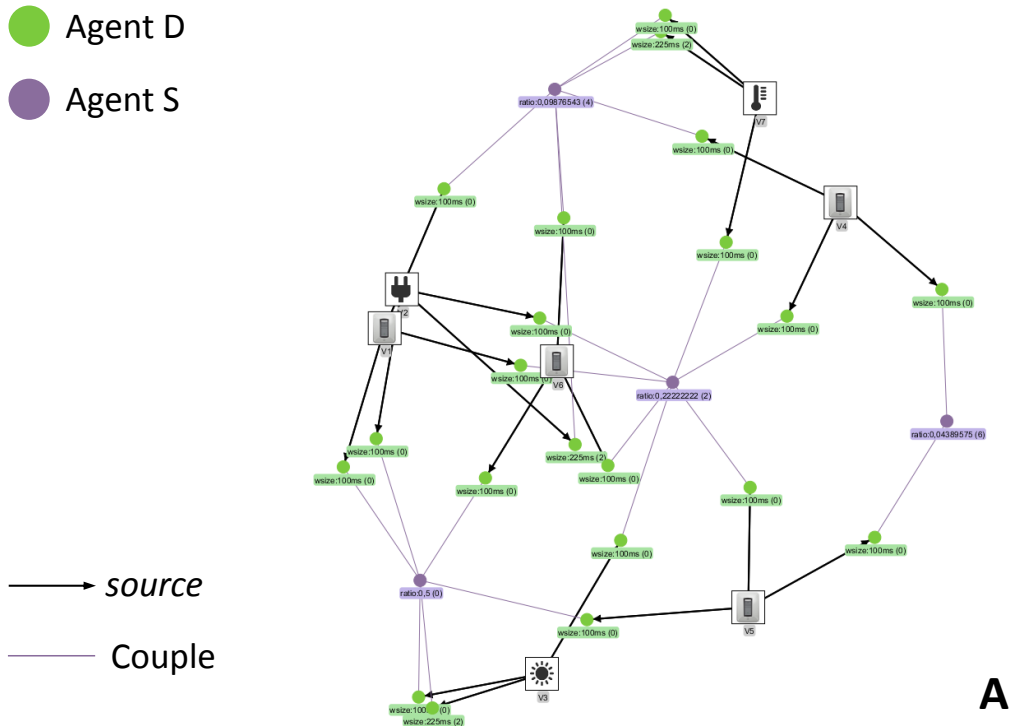 Agent D
Agent S
wsize:100ms (0)
wsize:225ms (2)
ratio:0,09876543 (4)
V7
wsize:100ms (0)
wsize:100ms (0)
V4
wsize:100ms (0)
wsize:100ms (0)
wsize:100ms (0)
V2
wsize:100ms (0)
wsize:100ms (0)
V1
wsize:100ms (0)
V6
ratio:0,22222222 (2)
ratio:0,04389575 (6)
wsize:100ms (0)
wsize:225ms (2)
wsize:100ms (0)
wsize:100ms (0)
wsize:100ms (0)
wsize:100ms (0)
wsize:100ms (0)
wsize:100ms (0)
source
ratio:0,5 (0)
V5
wsize:100ms (0)
Couple
V3
A
wsize:225ms (2)